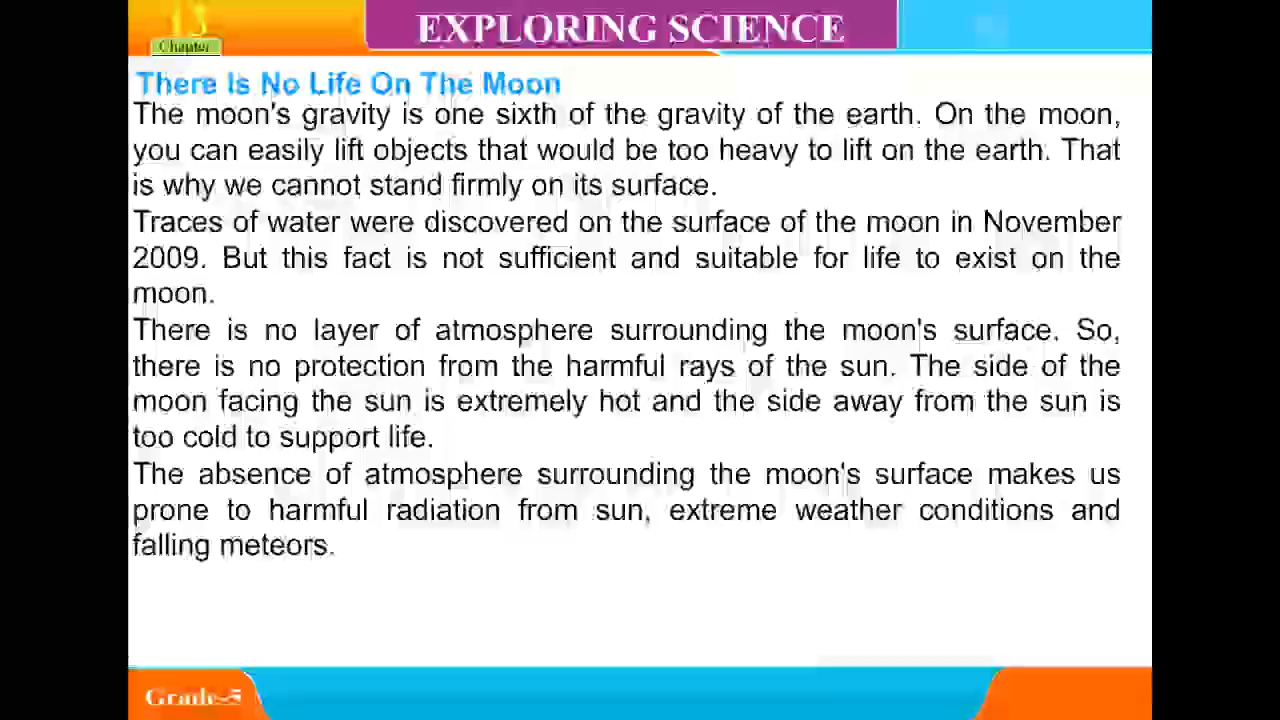 13
Chapter
EXPLORING SCIENCE
There Is No Life On The Moon
The moon's gravity is one sixth of the gravity of the earth. On the moon,
you can easily lift objects that would be too heavy to lift on the earth. That
is why we cannot stand firmly on its surface.
Traces of water were discovered on the surface of the moon in November
2009. But this fact is not sufficient and suitable for life to exist on the
moon.
There is no layer of atmosphere surrounding the moon's surface. So,
there is no protection from the harmful rays of the sun. The side of the
moon facing the sun is extremely hot and the side away from the sun is
too cold to support life.
The absence of atmosphere surrounding the moon's surface makes us
prone to harmful radiation from sun, extreme weather conditions and
falling meteors.
Grade-5